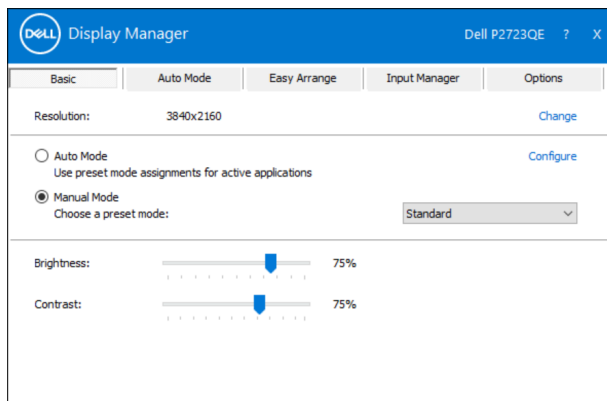 DELL Display Manager Dell P2723QE ? X
Basic Auto Mode Easy Arrange Input Manager Options
Resolution: 3840x2160 Change
Auto Mode Configure
Use preset mode assignments for active applications
Manual Mode
Choose a preset mode: Standard
Brightness: 75%
Contrast: 75%